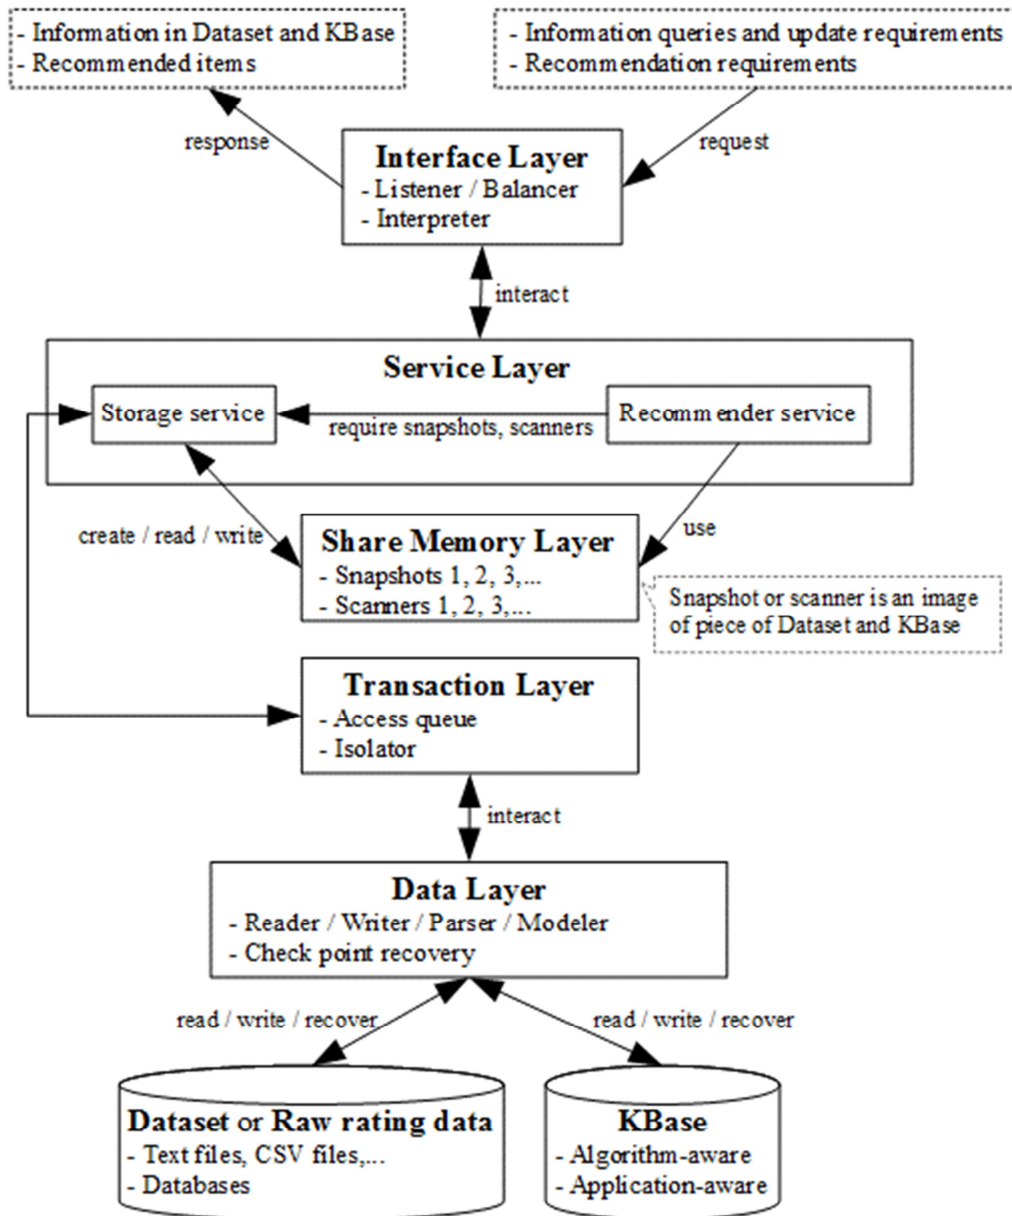 - Information in Dataset and KBase
- Recommended items
- Information queries and update requirements
- Recommendation requirements
response
request
Interface Layer
- Listener / Balancer
- Interpreter
interact
Service Layer
Storage service
Recommender service
require snapshots, scanners
create / read / write
use
Share Memory Layer
- Snapshots 1, 2, 3,...
- Scanners 1, 2, 3,...
Snapshot or scanner is an image
of piece of Dataset and KBase
Transaction Layer
- Access queue
- Isolator
interact
Data Layer
- Reader / Writer / Parser / Modeler
- Check point recovery
read / write / recover
read / write / recover
Dataset or Raw rating data
- Text files, CSV files,...
- Databases
KBase
- Algorithm-aware
- Application-aware